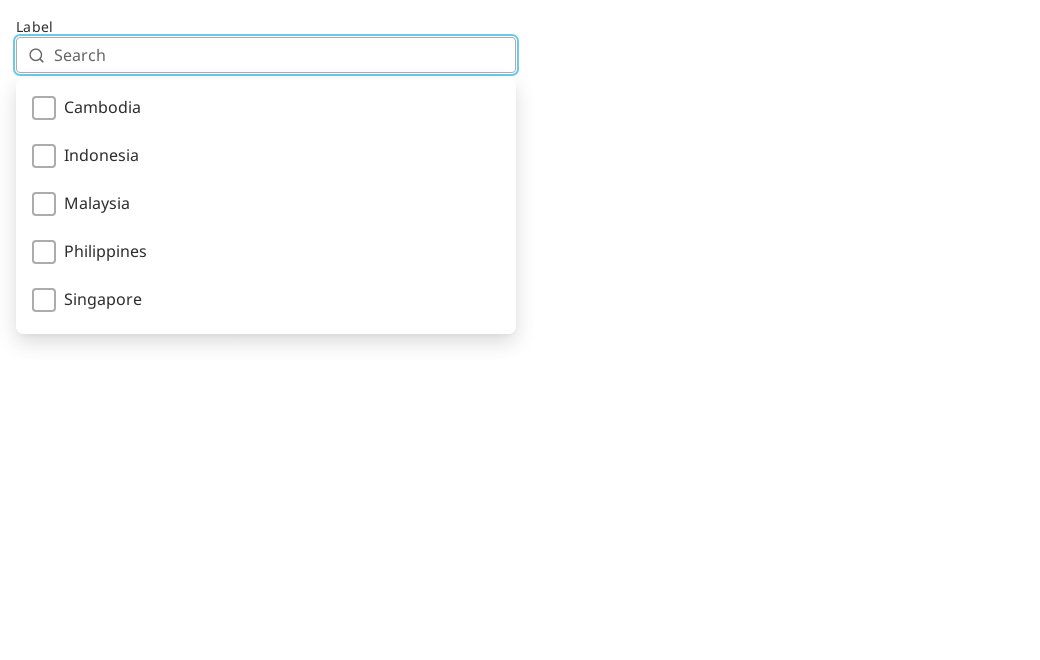 Label
Search
Cambodia
Indonesia
Malaysia
Philippines
Singapore